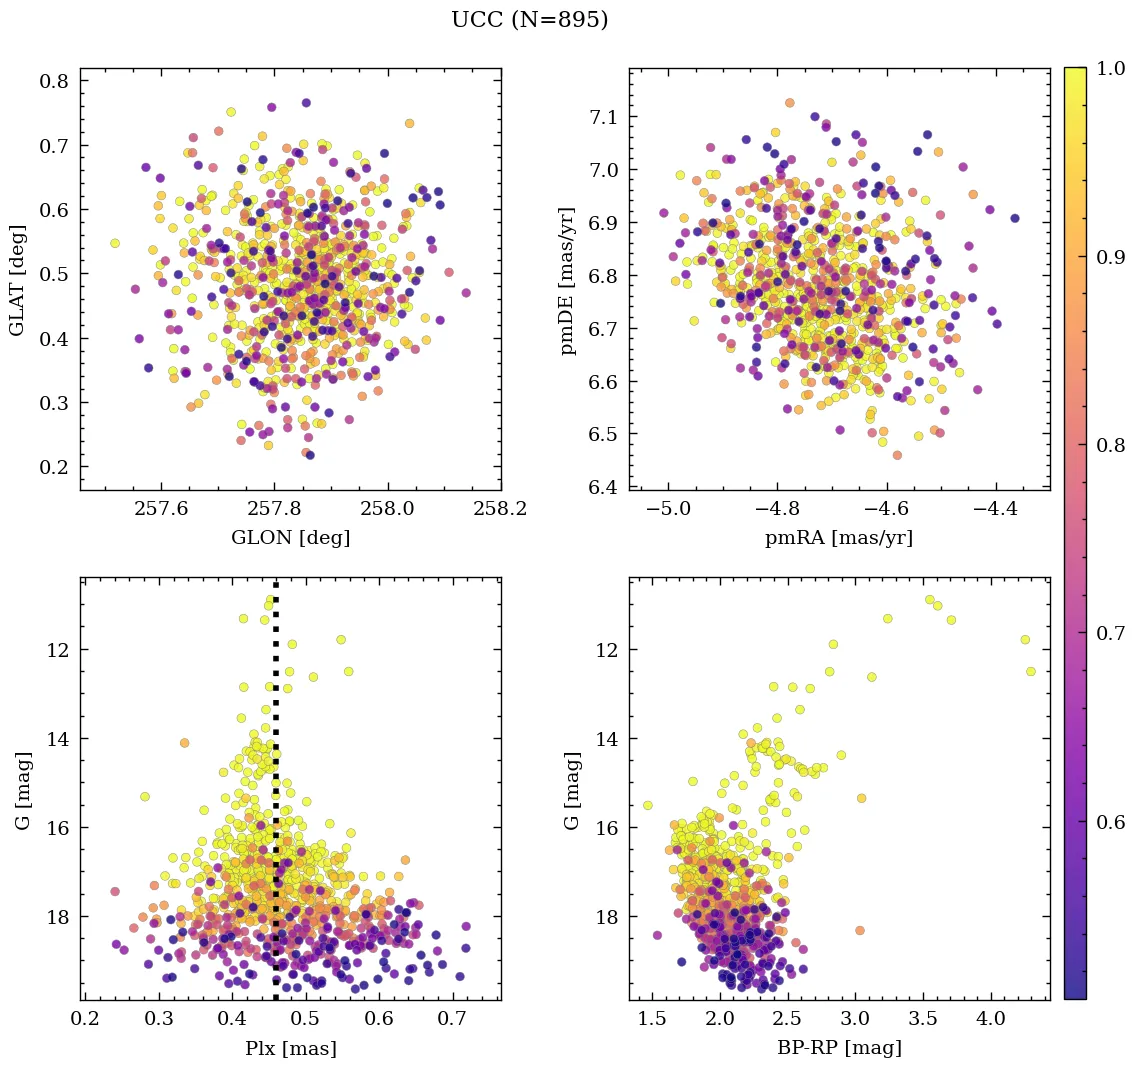 UCC (N=895)
0.8
0.7
0.6
0.5
0.4
0.3
0.2
GLAT [deg]
257.6 257.8 258.0 258.2
GLON [deg]
7.1
7.0
6.9
6.8
6.7
6.6
6.5
6.4
pmDE [mas/yr]
−5.0 −4.8 −4.6 −4.4
pmRA [mas/yr]
12
14
16
18
G [mag]
0.2 0.3 0.4 0.5 0.6 0.7
Plx [mas]
12
14
16
18
G [mag]
1.5 2.0 2.5 3.0 3.5 4.0
BP-RP [mag]
1.0
0.9
0.8
0.7
0.6